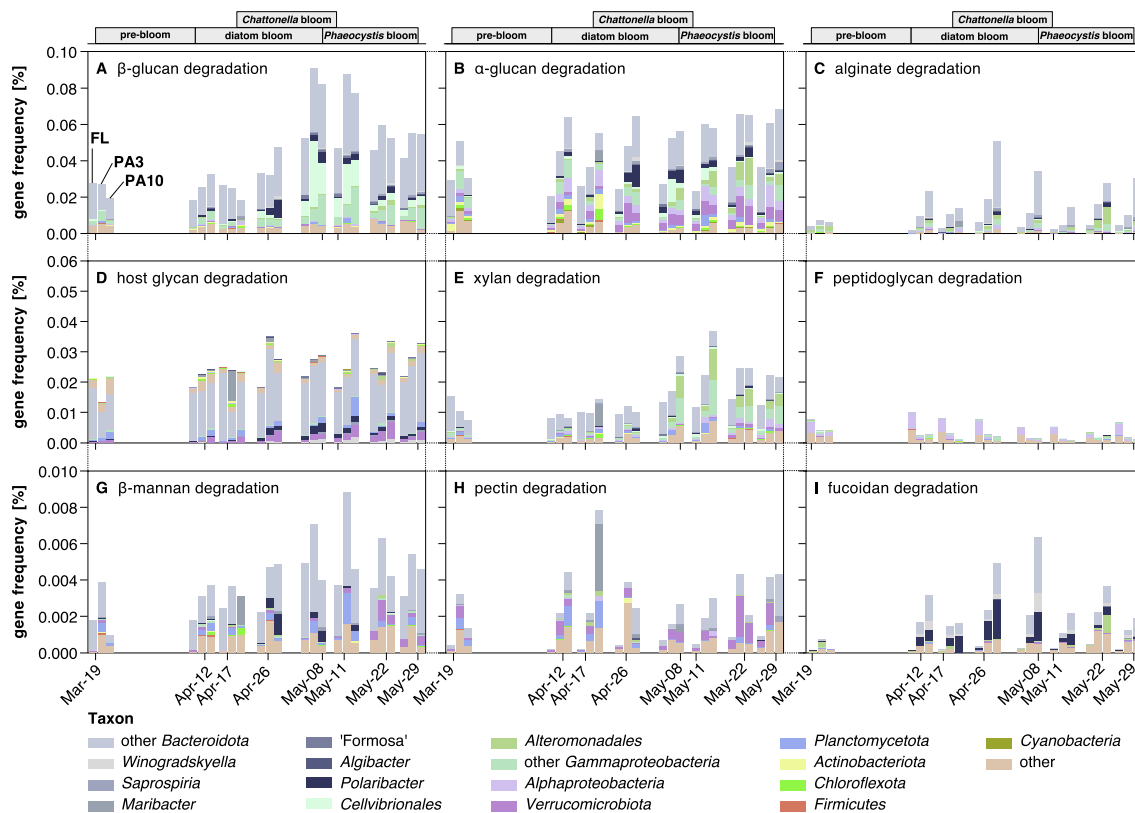 Chattonella bloom
Chattonella bloom
Chattonella bloom
pre-bloom diatom bloom Phaeocystis bloom
pre-bloom diatom bloom Phaeocystis bloom
pre-bloom diatom bloom Phaeocystis bloom
gene frequency [%]
0.10
0.08
0.06
0.04
0.02
0.00
A β-glucan degradation
FL
PA3
PA10
B α-glucan degradation
C alginate degradation
gene frequency [%]
0.06
0.05
0.04
0.03
0.02
0.01
0.00
D host glycan degradation
E xylan degradation
F peptidoglycan degradation
gene frequency [%]
0.010
0.008
0.006
0.004
0.002
0.000
G β-mannan degradation
H pectin degradation
I fucoidan degradation
Mar-19 Apr-12 Apr-17 Apr-26 May-08 May-11 May-22 May-29
Mar-19 Apr-12 Apr-17 Apr-26 May-08 May-11 May-22 May-29
Mar-19 Apr-12 Apr-17 Apr-26 May-08 May-11 May-22 May-29
Taxon
other Bacteroidota
Winogradskyella
Saprospiria
Maribacter
'Formosa'
Algibacter
Polaribacter
Cellvibrionales
Alteromonadales
other Gammaproteobacteria
Alphaproteobacteria
Verrucomicrobiota
Planctomycetota
Actinobacteriota
Chloroflexota
Firmicutes
Cyanobacteria
other